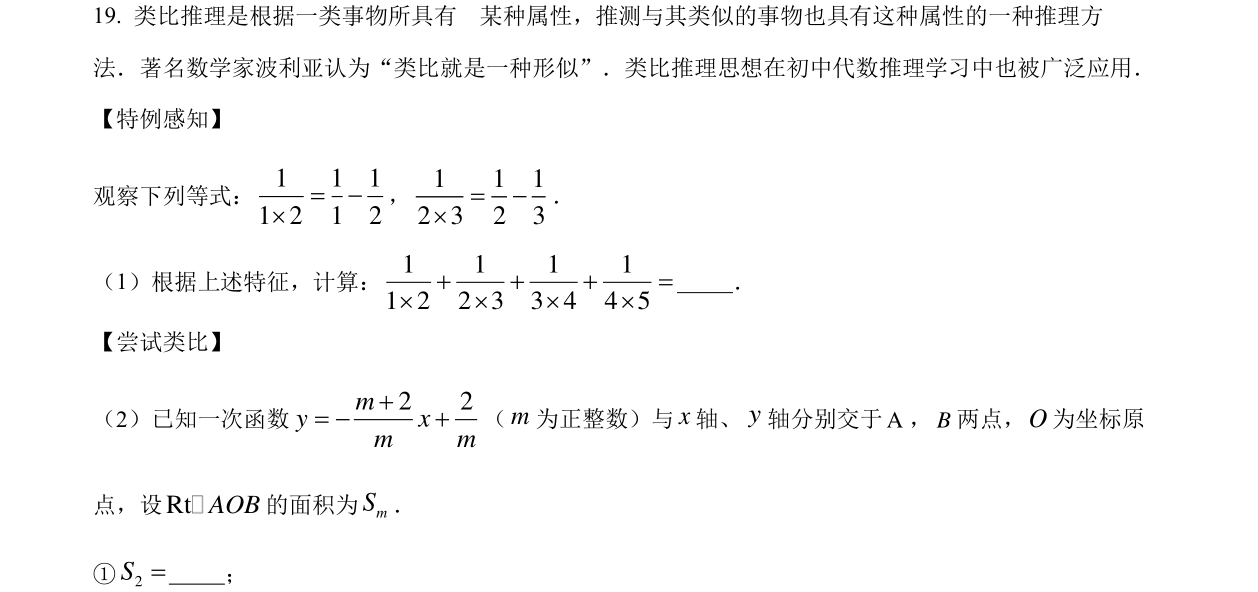 19. 类比推理是根据一类事物所具有 某种属性，推测与其类似的事物也具有这种属性的一种推理方
法．著名数学家波利亚认为“类比就是一种形似”．类比推理思想在初中代数推理学习中也被广泛应用．
【特例感知】
观察下列等式：1/(1×2) = 1/1 − 1/2，1/(2×3) = 1/2 − 1/3．
（1）根据上述特征，计算：1/(1×2) + 1/(2×3) + 1/(3×4) + 1/(4×5) = _____．
【尝试类比】
（2）已知一次函数 y = −(m+2)/m x + 2/m（m 为正整数）与 x 轴、y 轴分别交于 A，B 两点，O 为坐标原
点，设 Rt□AOB 的面积为 Sₘ．
① S₂ = _____；